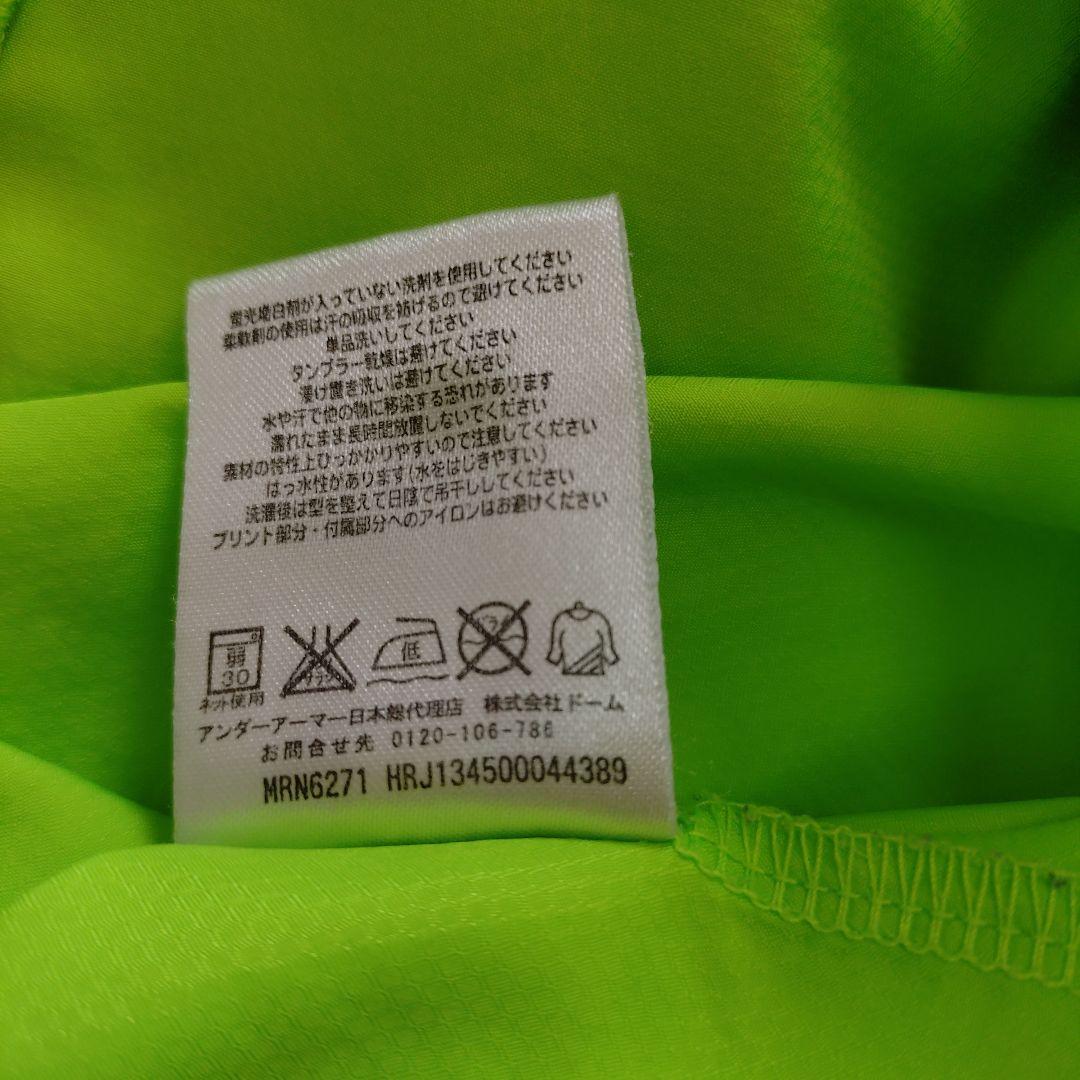 蛍光増白剤が入っていない洗剤を使用してください
柔軟剤の使用は汗の吸収を妨げるので避けてください
単品洗いしてください
タンブラー乾燥は避けてください
漬け置き洗いは避けてください
水や汗で他の物に移染する恐れがあります
濡れたまま長時間放置しないでください
素材の特性上ひっかかりやすいので注意してください
はっ水性があります(水をはじきやすい)
洗濯後は型を整えて日陰で吊干ししてください
プリント部分・付属部分へのアイロンはお避けください
弱 30 エンソサラシ 低 ドライ
ネット使用
アンダーアーマー日本総代理店 株式会社ドーム
お問合せ先 0120-106-786
MRN6271 HRJ134500044389